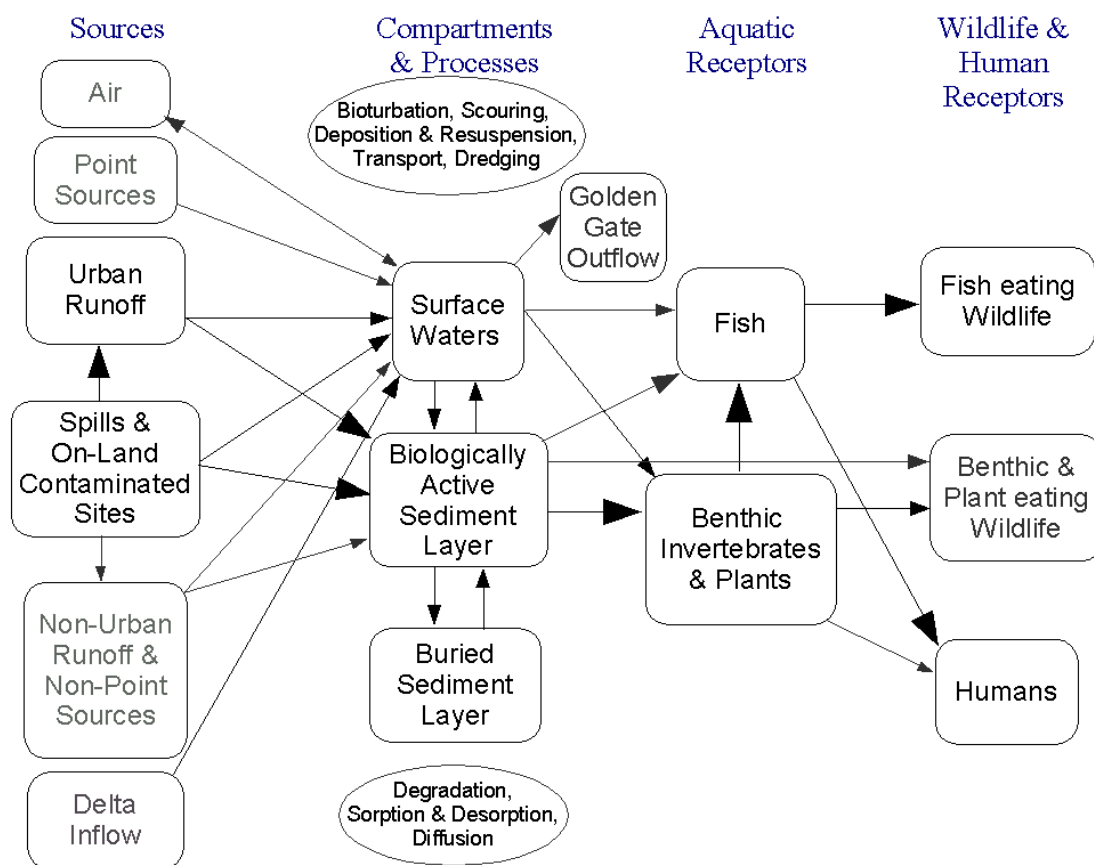 Sources
Compartments
& Processes
Aquatic
Receptors
Wildlife &
Human
Receptors
Air
Point
Sources
Urban
Runoff
Spills &
On-Land
Contaminated
Sites
Non-Urban
Runoff &
Non-Point
Sources
Delta
Inflow
Bioturbation, Scouring,
Deposition & Resuspension,
Transport, Dredging
Golden
Gate
Outflow
Surface
Waters
Biologically
Active
Sediment
Layer
Buried
Sediment
Layer
Degradation,
Sorption & Desorption,
Diffusion
Fish
Benthic
Invertebrates
& Plants
Fish eating
Wildlife
Benthic &
Plant eating
Wildlife
Humans